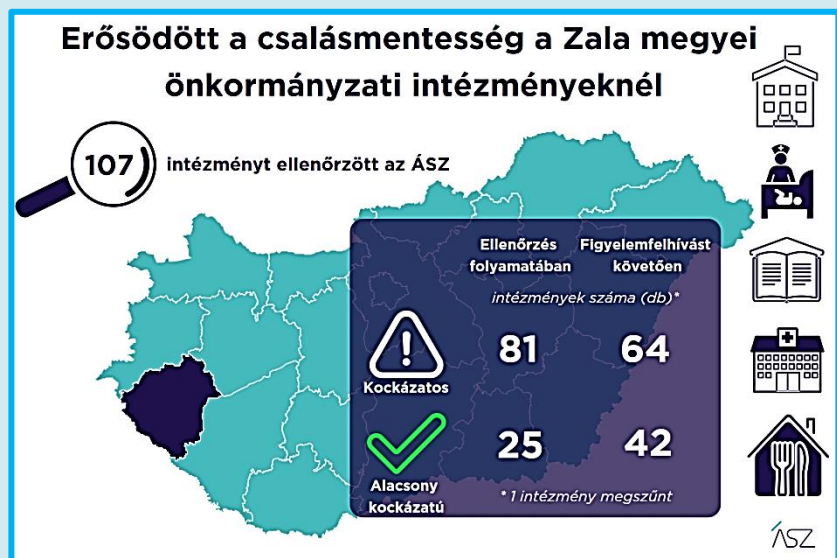 Erősödött a csalásmentesség a Zala megyei
önkormányzati intézményeknél
107
intézményt ellenőrzött az ÁSZ
Ellenőrzés Figyelemfelhívást
folyamatában követően
intézmények száma (db)*
Kockázatos 81 64
Alacsony
kockázatú 25 42
* 1 intézmény megszűnt
ÁSZ